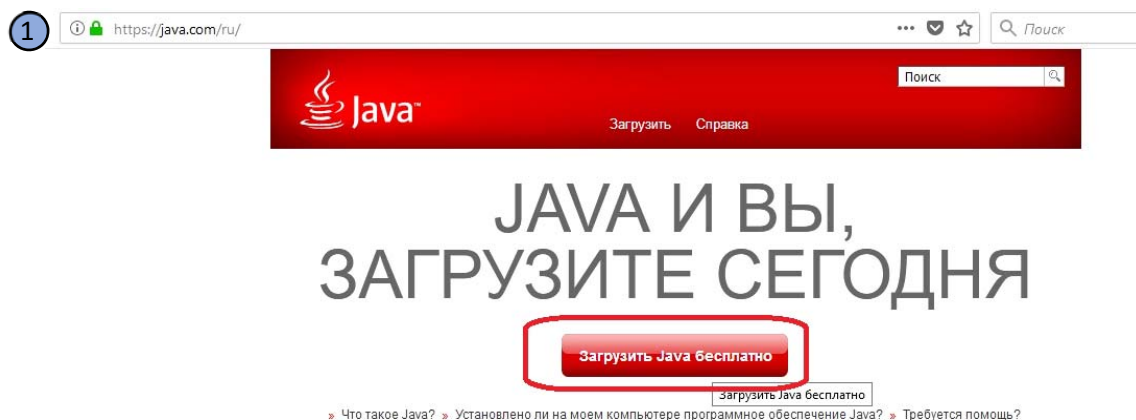 1
https://java.com/ru/
Поиск
Поиск
Java™
Загрузить Справка
JAVA И ВЫ,
ЗАГРУЗИТЕ СЕГОДНЯ
Загрузить Java бесплатно
Загрузить Java бесплатно
» Что такое Java? » Установлено ли на моем компьютере программное обеспечение Java? » Требуется помощь?